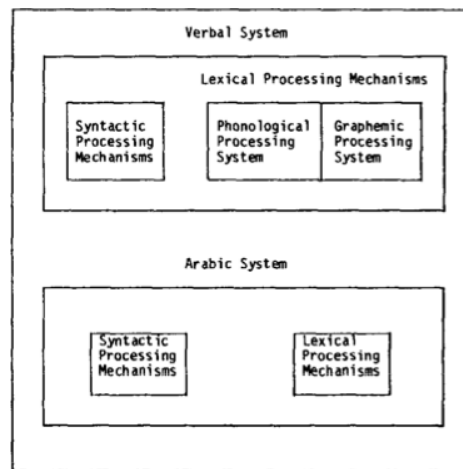 Verbal System
Lexical Processing Mechanisms
Syntactic
Processing
Mechanisms
Phonological
Processing
System
Graphemic
Processing
System
Arabic System
Syntactic
Processing
Mechanisms
Lexical
Processing
Mechanisms